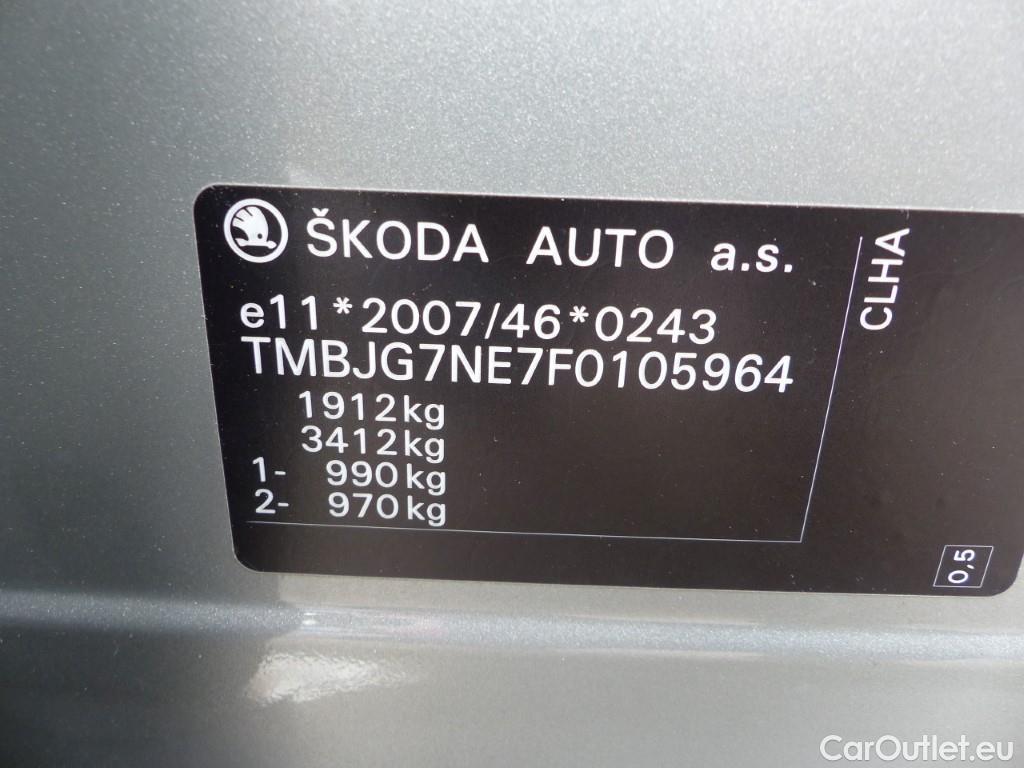 ŠKODA AUTO a.s.
e11*2007/46*0243
TMBJG7NE7F0105964
1912kg
3412kg
1- 990kg
2- 970kg
CLHA
0,5
CarOutlet.eu